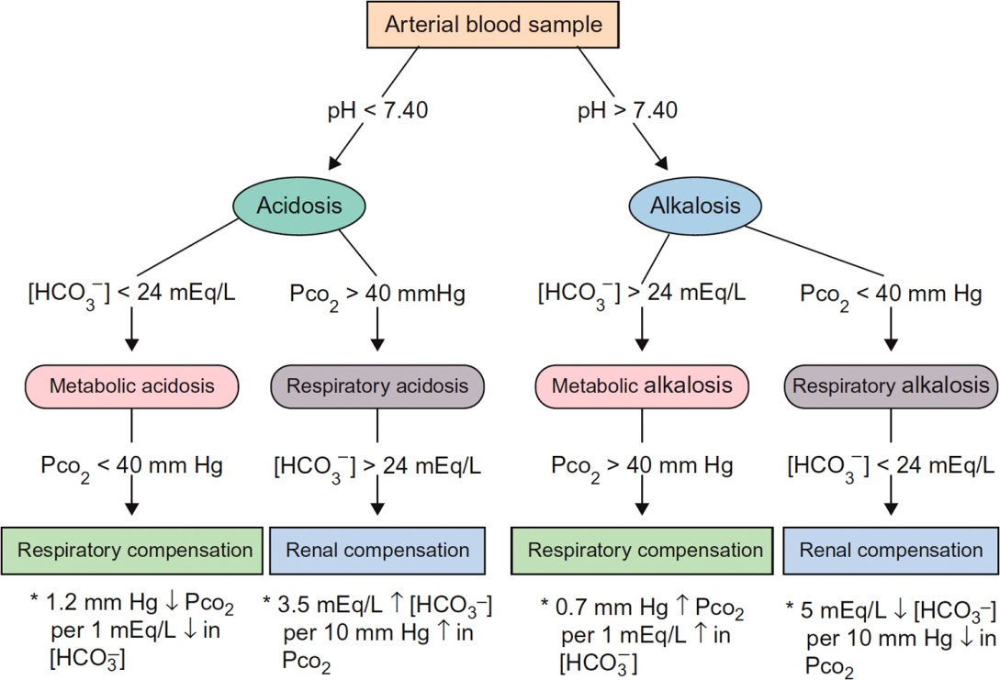 Arterial blood sample
pH < 7.40
pH > 7.40
Acidosis
Alkalosis
[HCO₃⁻] < 24 mEq/L
Pco₂ > 40 mmHg
[HCO₃⁻] > 24 mEq/L
Pco₂ < 40 mm Hg
Metabolic acidosis
Respiratory acidosis
Metabolic alkalosis
Respiratory alkalosis
Pco₂ < 40 mm Hg
[HCO₃⁻] > 24 mEq/L
Pco₂ > 40 mm Hg
[HCO₃⁻] < 24 mEq/L
Respiratory compensation
Renal compensation
Respiratory compensation
Renal compensation
* 1.2 mm Hg ↓ Pco₂
per 1 mEq/L ↓ in
[HCO₃⁻]
* 3.5 mEq/L ↑ [HCO₃⁻]
per 10 mm Hg ↑ in
Pco₂
* 0.7 mm Hg ↑ Pco₂
per 1 mEq/L ↑ in
[HCO₃⁻]
* 5 mEq/L ↓ [HCO₃⁻]
per 10 mm Hg ↓ in
Pco₂